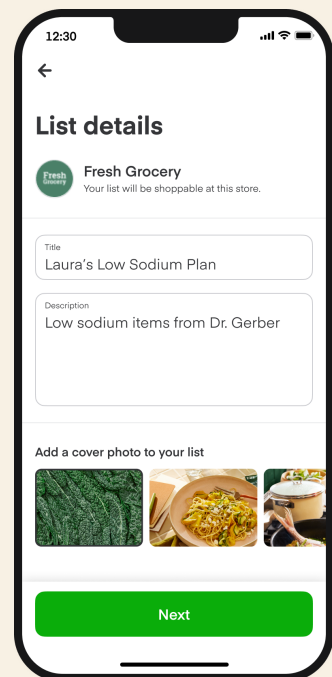 12:30
List details
Fresh
Grocery
Fresh Grocery
Your list will be shoppable at this store.
Title
Laura's Low Sodium Plan
Description
Low sodium items from Dr. Gerber
Add a cover photo to your list
Next